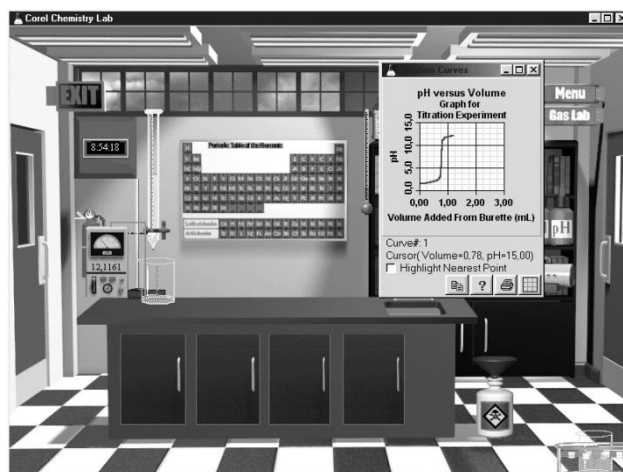 Corel Chemistry Lab
EXIT
8:54:18
Periodic Table of the Elements
12,1161
Curves
pH versus Volume
Graph for
Titration Experiment
15,0
10,0
5,0
0,0
pH
0,00 1,00 2,00 3,00
Volume Added From Burette (mL)
Curve#: 1
Cursor( Volume=0,78, pH=15,00)
Highlight Nearest Point
?
Menu
Gas Lab
pH